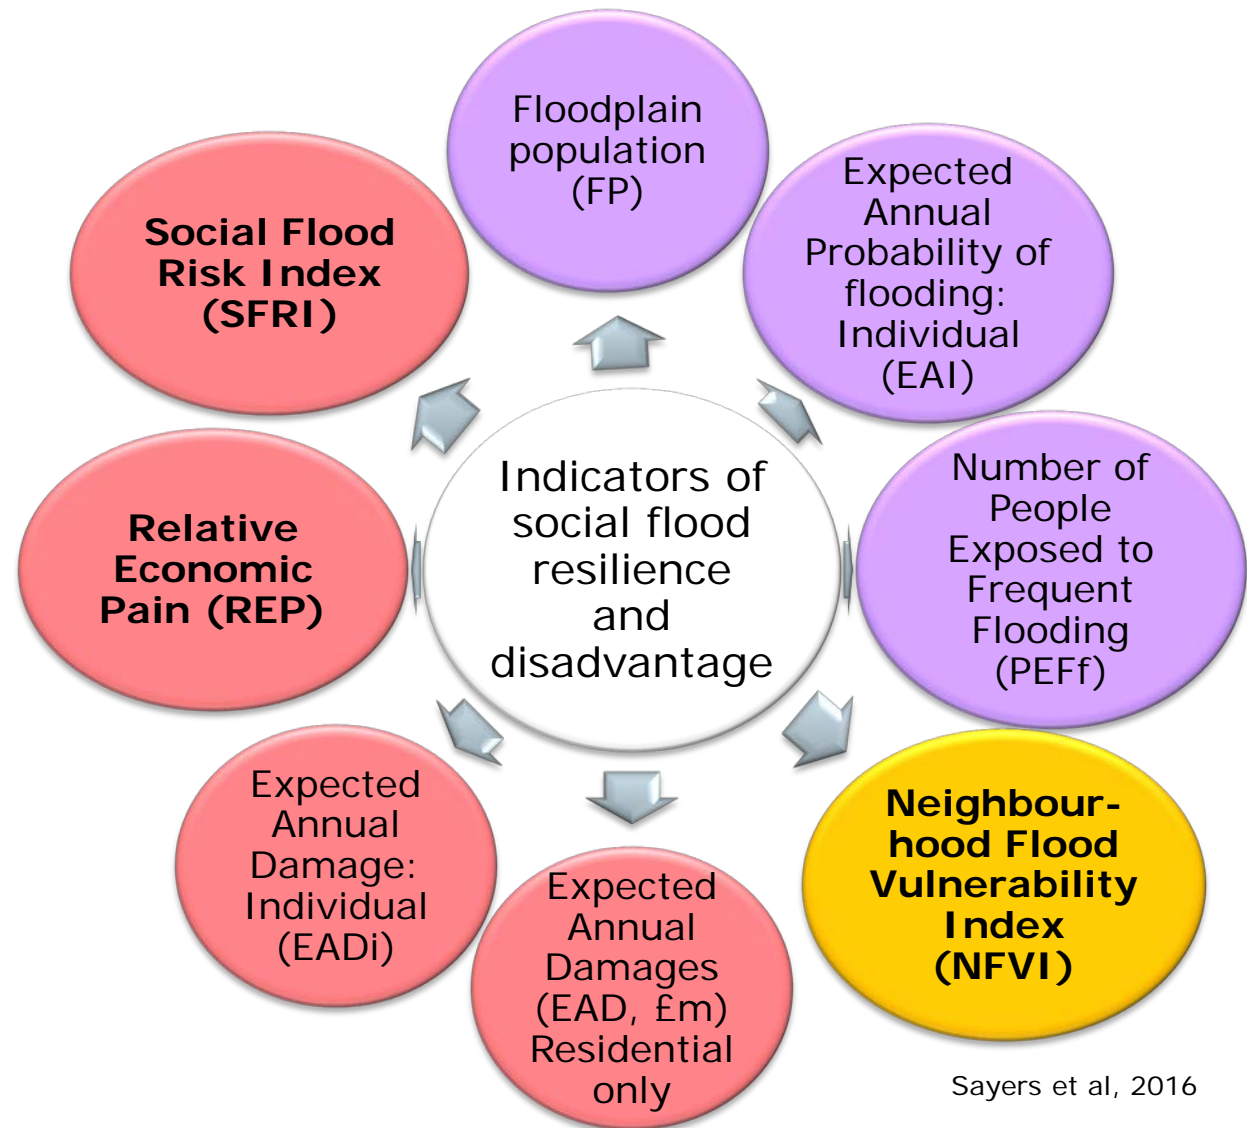 Floodplain
population
(FP)
Expected
Annual
Probability of
flooding:
Individual
(EAI)
Number of
People
Exposed to
Frequent
Flooding
(PEFf)
Neighbour-
hood Flood
Vulnerability
Index
(NFVI)
Expected
Annual
Damages
(EAD, £m)
Residential
only
Expected
Annual
Damage:
Individual
(EADi)
Relative
Economic
Pain (REP)
Social Flood
Risk Index
(SFRI)
Indicators of
social flood
resilience
and
disadvantage
Sayers et al, 2016